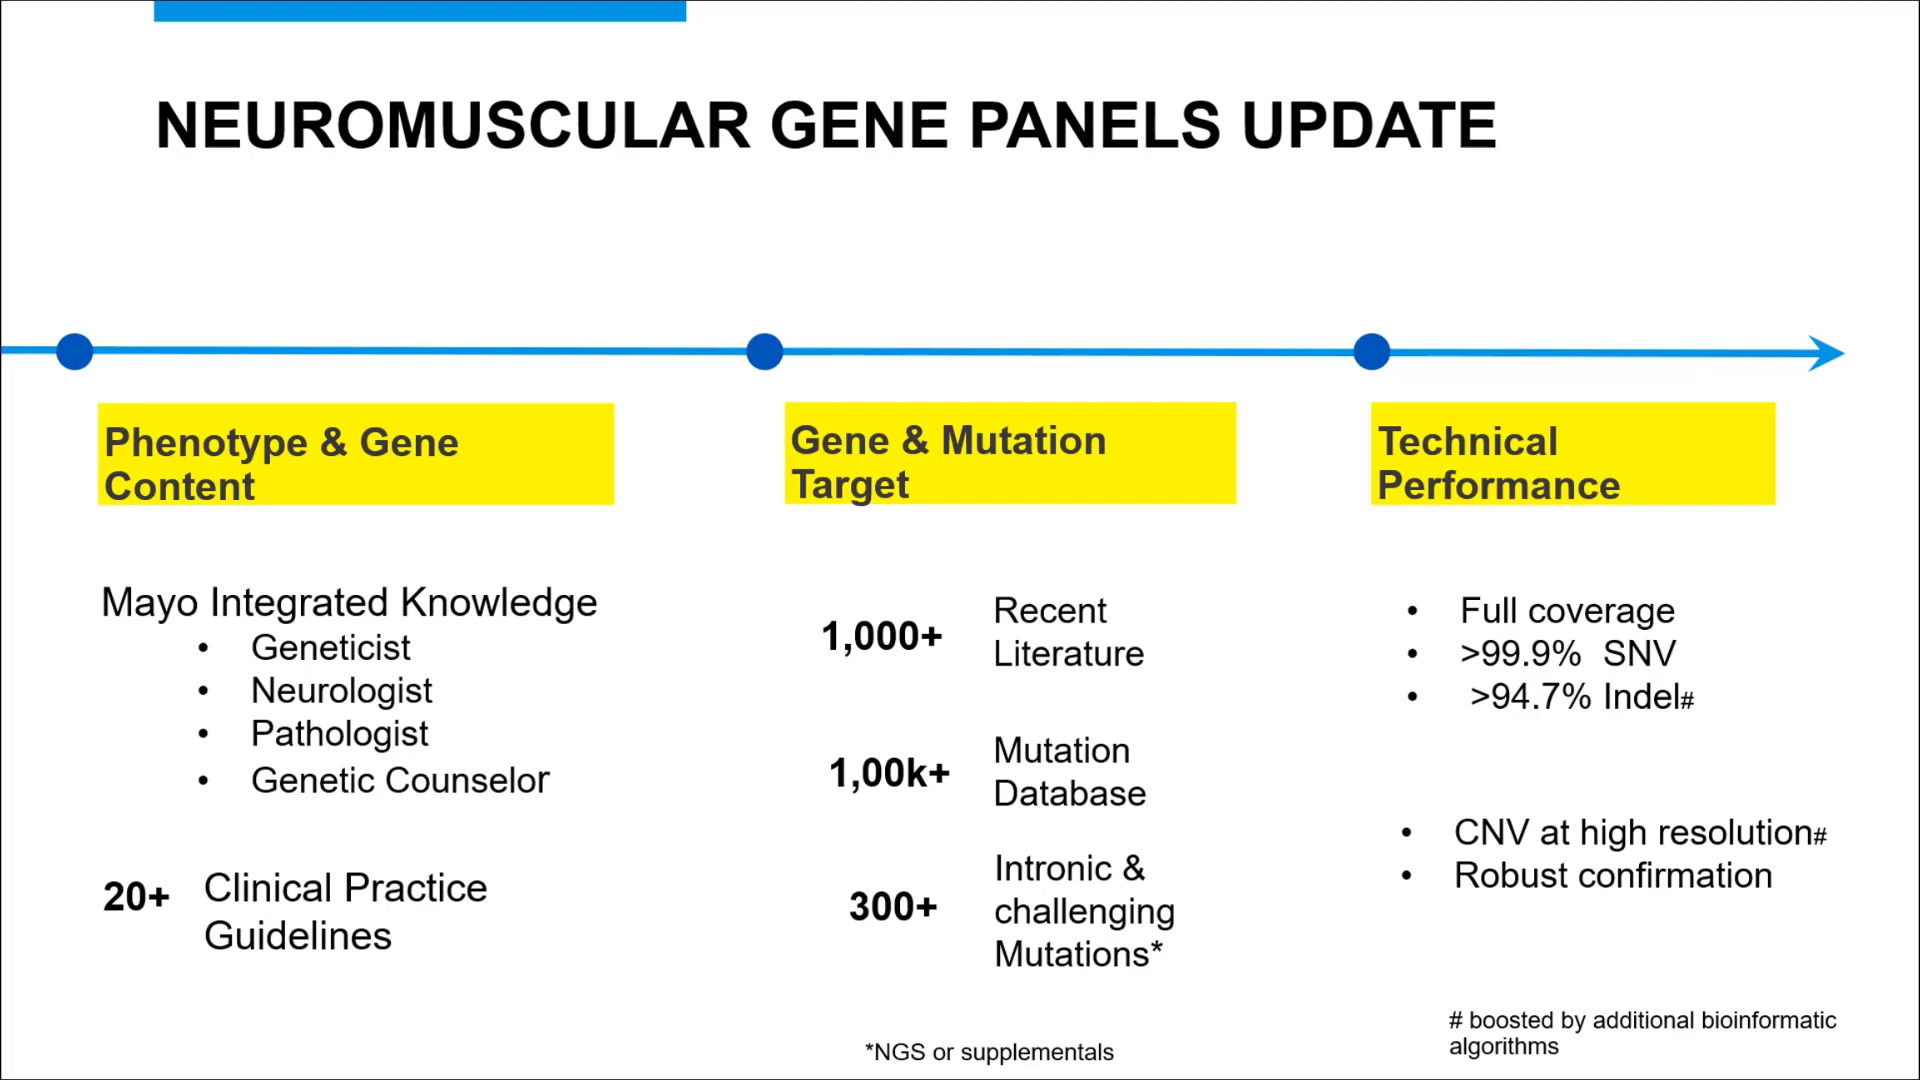 NEUROMUSCULAR GENE PANELS UPDATE
Phenotype & Gene
Content
Mayo Integrated Knowledge
• Geneticist
• Neurologist
• Pathologist
• Genetic Counselor
20+ Clinical Practice
Guidelines
Gene & Mutation
Target
1,000+ Recent
Literature
1,00k+ Mutation
Database
300+ Intronic &
challenging
Mutations*
*NGS or supplementals
Technical
Performance
• Full coverage
• >99.9% SNV
• >94.7% Indel#
• CNV at high resolution#
• Robust confirmation
# boosted by additional bioinformatic
algorithms